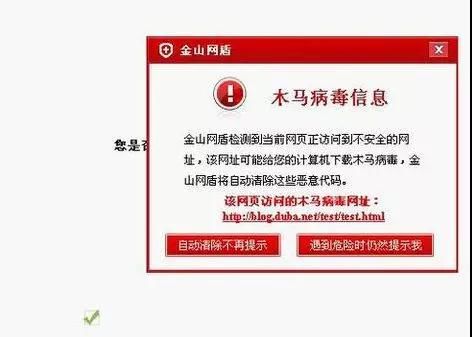 金山网盾
木马病毒信息
您是否
金山网盾检测到当前网页正访问到不安全的网
址，该网址可能给您的计算机下载木马病毒，金
山网盾将自动清除这些恶意代码。
该网页访问的木马病毒网址：
http://blog.duba.net/test/test.html
自动清除不再提示
遇到危险时仍然提示我